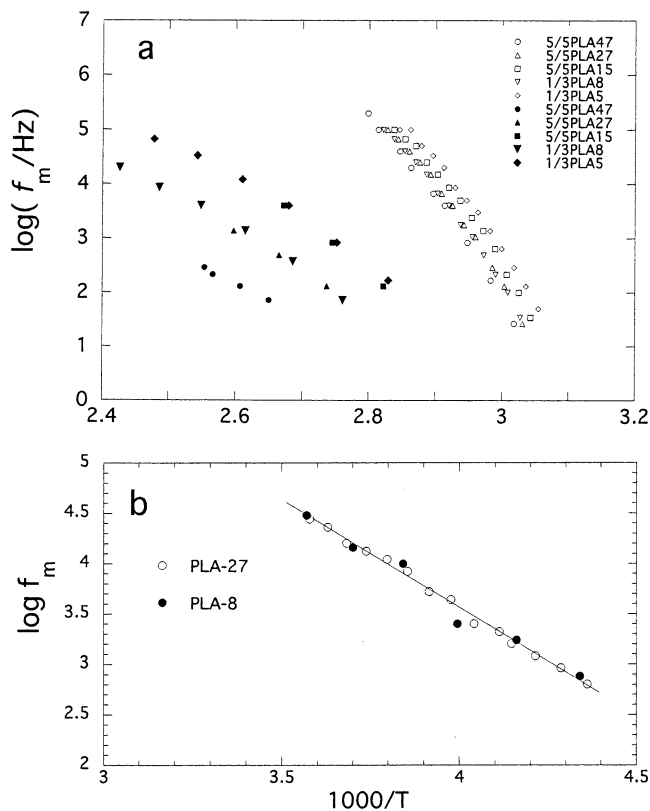 a
log( fm/Hz)
7
6
5
4
3
2
1
0
2.4
2.6
2.8
3
3.2
5/5PLA47
5/5PLA27
5/5PLA15
1/3PLA8
1/3PLA5
5/5PLA47
5/5PLA27
5/5PLA15
1/3PLA8
1/3PLA5
b
log fm
5
4.5
4
3.5
3
2.5
2
PLA-27
PLA-8
3
3.5
4
4.5
1000/T